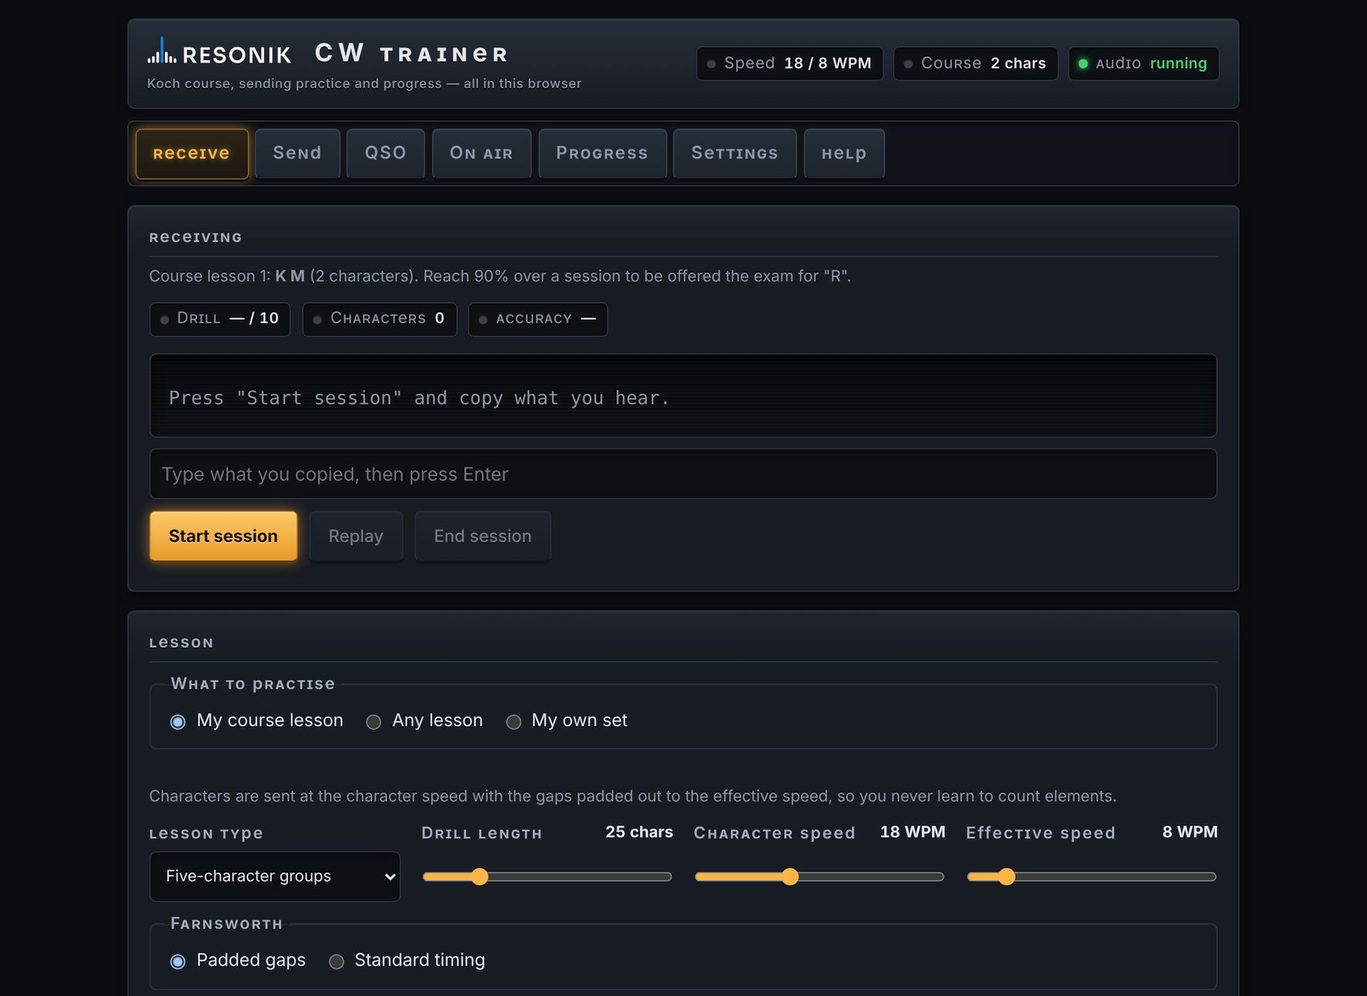 RESONIK CW TRAINER
Koch course, sending practice and progress — all in this browser
Speed 18 / 8 WPM
Course 2 chars
Audio running
Receive
Send
QSO
On air
Progress
Settings
Help
Receiving
Course lesson 1: K M (2 characters). Reach 90% over a session to be offered the exam for "R".
Drill — / 10
Characters 0
Accuracy —
Press "Start session" and copy what you hear.
Type what you copied, then press Enter
Start session
Replay
End session
Lesson
What to practise
My course lesson
Any lesson
My own set
Characters are sent at the character speed with the gaps padded out to the effective speed, so you never learn to count elements.
Lesson type
Drill length 25 chars
Character speed 18 WPM
Effective speed 8 WPM
Five-character groups
Farnsworth
Padded gaps
Standard timing